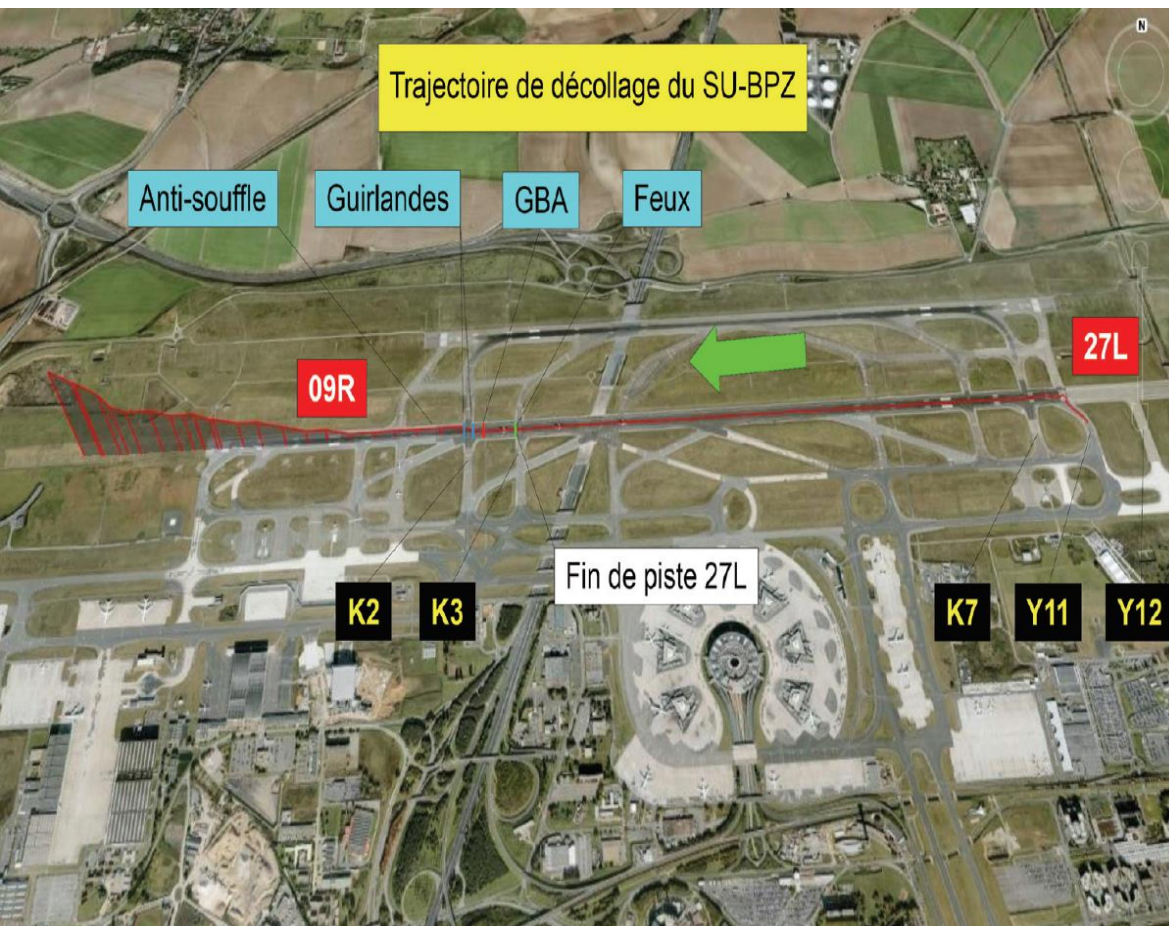 N
Trajectoire de décollage du SU-BPZ
Anti-souffle
Guirlandes
GBA
Feux
27L
09R
Fin de piste 27L
K2
K3
K7
Y11
Y12